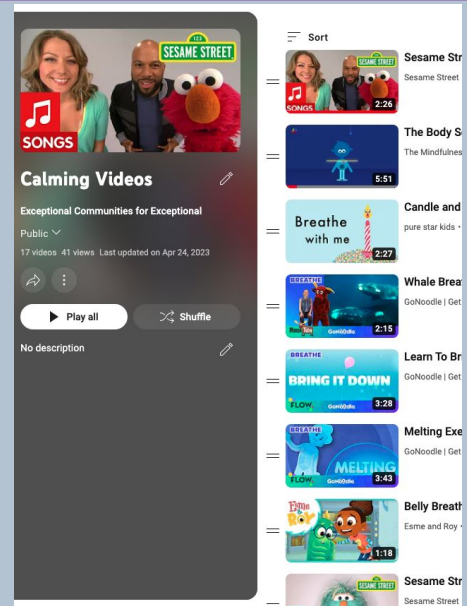 123
SESAME STREET
SONGS
Calming Videos
Exceptional Communities for Exceptional
Public
17 videos 41 views Last updated on Apr 24, 2023
Play all
Shuffle
No description
Sort
SESAME STREET
SONGS
2:26
Sesame Str
Sesame Street
5:51
The Body S
The Mindfulnes
Breathe
with me
2:27
Candle and
pure star kids •
BREATHE
GoNoodle
2:15
Whale Brea
GoNoodle | Get
BREATHE
BRING IT DOWN
FLOW.
GoNoodle
3:28
Learn To Br
GoNoodle | Get
BREATHE
MELTING
FLOW.
GoNoodle
3:43
Melting Exe
GoNoodle | Get
Esme
& ROY
1:18
Belly Breath
Esme and Roy •
SESAME STREET
Sesame Str
Sesame Street